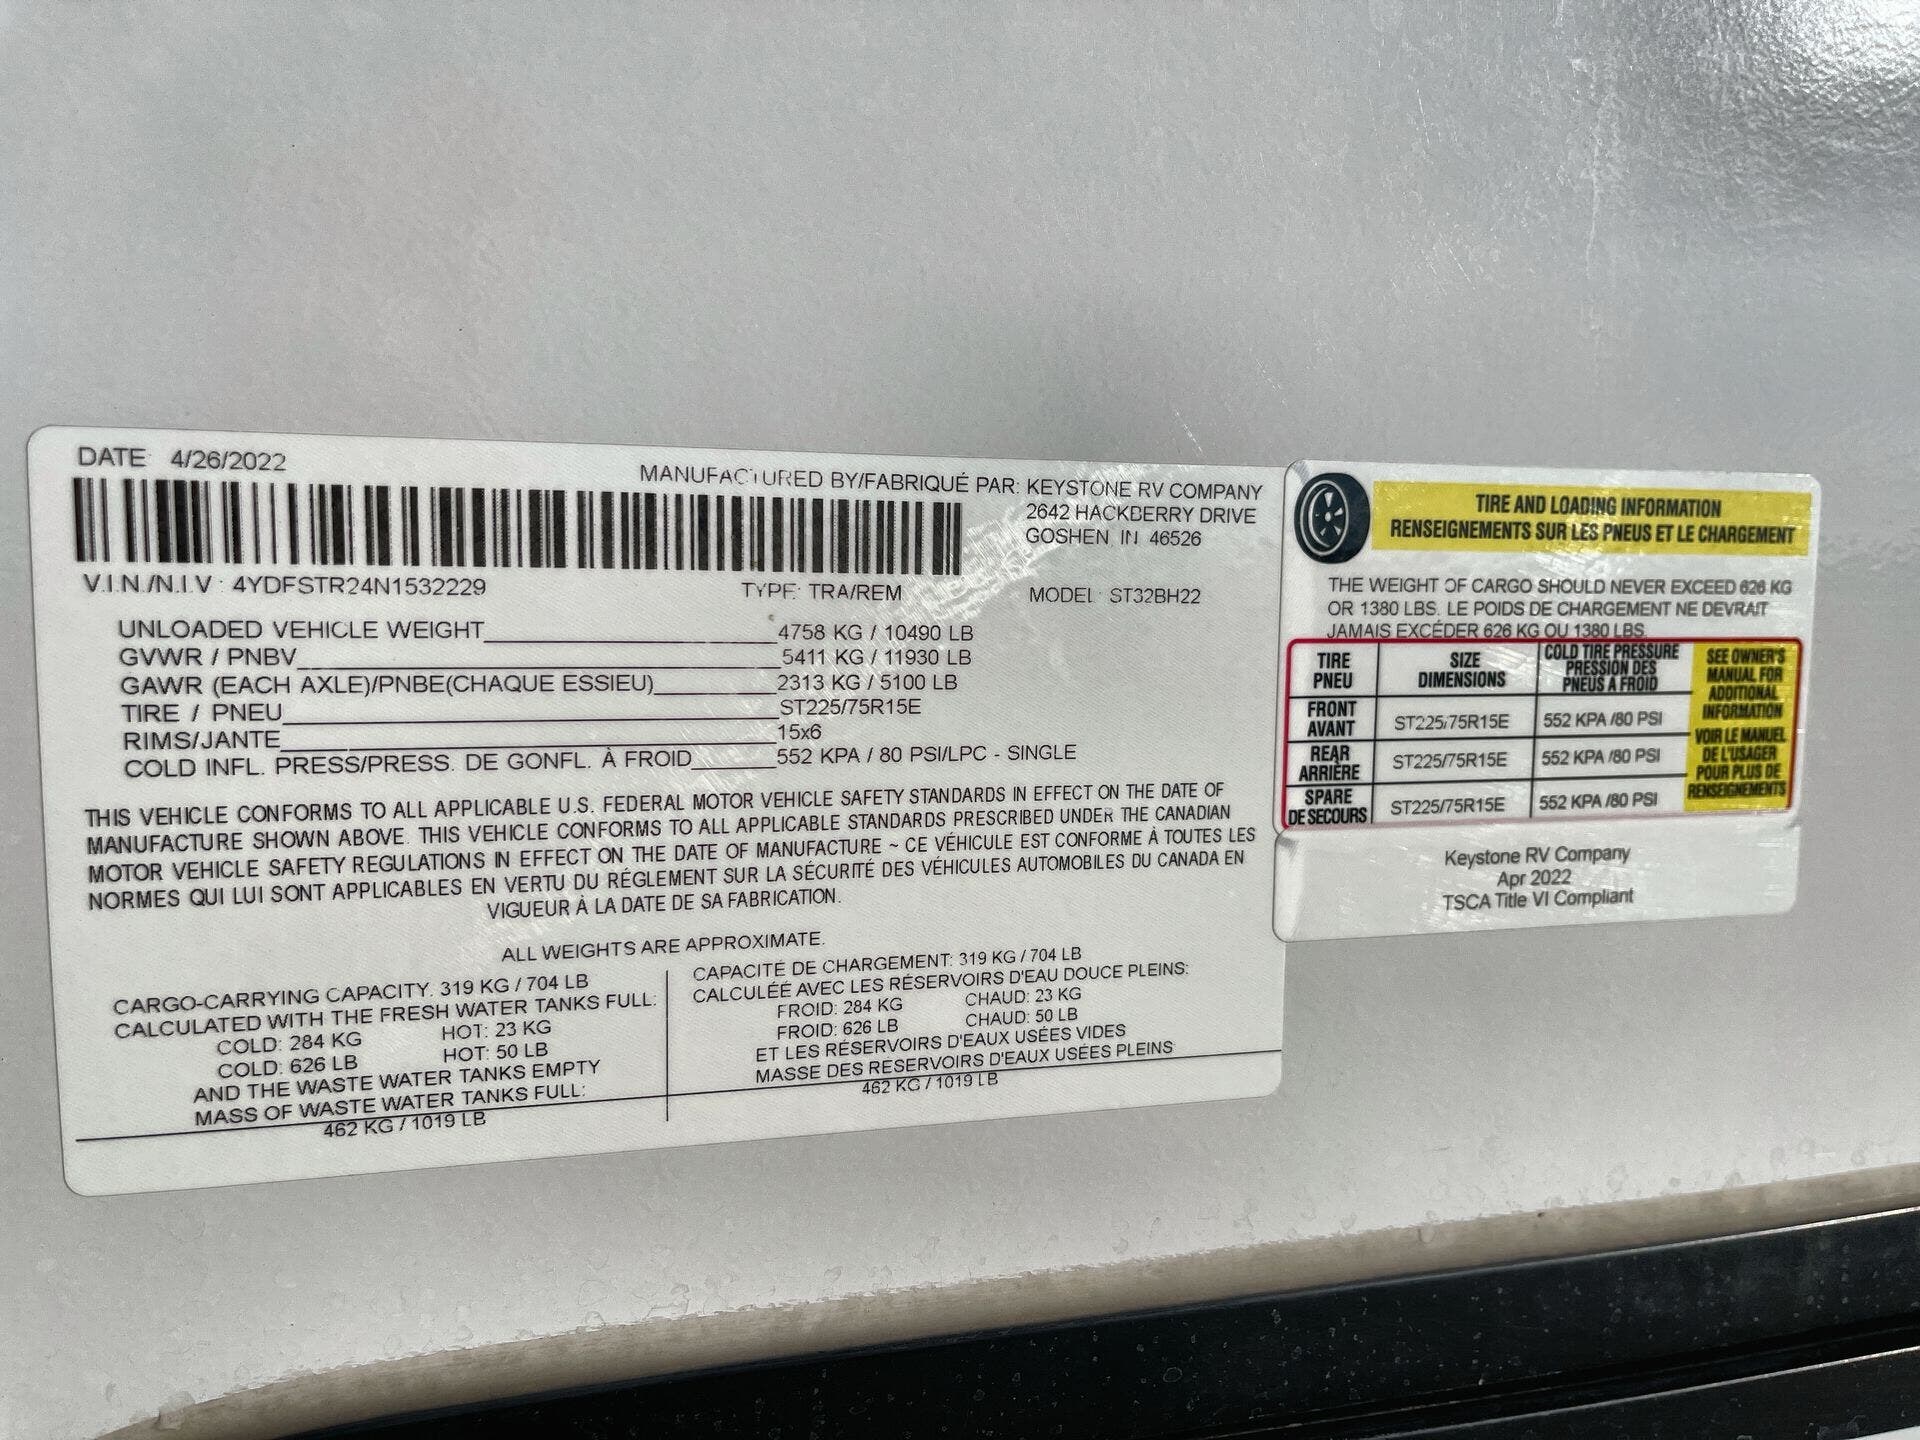 DATE: 4/26/2022
MANUFACTURED BY/FABRIQUÉ PAR: KEYSTONE RV COMPANY
2642 HACKBERRY DRIVE
GOSHEN, IN 46526
V.I.N./N.I.V.: 4YDFSTR24N1532229 TYPE: TRA/REM MODEL: ST32BH22
UNLOADED VEHICLE WEIGHT 4758 KG / 10490 LB
GVWR / PNBV 5411 KG / 11930 LB
GAWR (EACH AXLE)/PNBE(CHAQUE ESSIEU) 2313 KG / 5100 LB
TIRE / PNEU ST225/75R15E
RIMS/JANTE 15x6
COLD INFL. PRESS/PRESS. DE GONFL. À FROID 552 KPA / 80 PSI/LPC - SINGLE
THIS VEHICLE CONFORMS TO ALL APPLICABLE U.S. FEDERAL MOTOR VEHICLE SAFETY STANDARDS IN EFFECT ON THE DATE OF
MANUFACTURE SHOWN ABOVE. THIS VEHICLE CONFORMS TO ALL APPLICABLE STANDARDS PRESCRIBED UNDER THE CANADIAN
MOTOR VEHICLE SAFETY REGULATIONS IN EFFECT ON THE DATE OF MANUFACTURE ~ CE VÉHICULE EST CONFORME À TOUTES LES
NORMES QUI LUI SONT APPLICABLES EN VERTU DU RÉGLEMENT SUR LA SÉCURITÉ DES VÉHICULES AUTOMOBILES DU CANADA EN
VIGUEUR À LA DATE DE SA FABRICATION.
ALL WEIGHTS ARE APPROXIMATE.
CARGO-CARRYING CAPACITY: 319 KG / 704 LB
CALCULATED WITH THE FRESH WATER TANKS FULL:
COLD: 284 KG HOT: 23 KG
COLD: 626 LB HOT: 50 LB
AND THE WASTE WATER TANKS EMPTY
MASS OF WASTE WATER TANKS FULL:
462 KG / 1019 LB
CAPACITÉ DE CHARGEMENT: 319 KG / 704 LB
CALCULÉE AVEC LES RÉSERVOIRS D'EAU DOUCE PLEINS:
FROID: 284 KG CHAUD: 23 KG
FROID: 626 LB CHAUD: 50 LB
ET LES RÉSERVOIRS D'EAUX USÉES VIDES
MASSE DES RESERVOIRS D'EAUX USÉES PLEINS
462 KG / 1019 LB
TIRE AND LOADING INFORMATION
RENSEIGNEMENTS SUR LES PNEUS ET LE CHARGEMENT
THE WEIGHT OF CARGO SHOULD NEVER EXCEED 626 KG
OR 1380 LBS. LE POIDS DE CHARGEMENT NE DEVRAIT
JAMAIS EXCÉDER 626 KG OU 1380 LBS.
TIRE
PNEU
SIZE
DIMENSIONS
COLD TIRE PRESSURE
PRESSION DES
PNEUS A FROID
FRONT
AVANT
ST225/75R15E 552 KPA /80 PSI
REAR
ARRIÈRE
ST225/75R15E 552 KPA /80 PSI
SPARE
DE SECOURS
ST225/75R15E 552 KPA /80 PSI
SEE OWNER'S
MANUAL FOR
ADDITIONAL
INFORMATION
VOIR LE MANUEL
DE L'USAGER
POUR PLUS DE
RENSEIGNEMENTS
Keystone RV Company
Apr 2022
TSCA Title VI Compliant